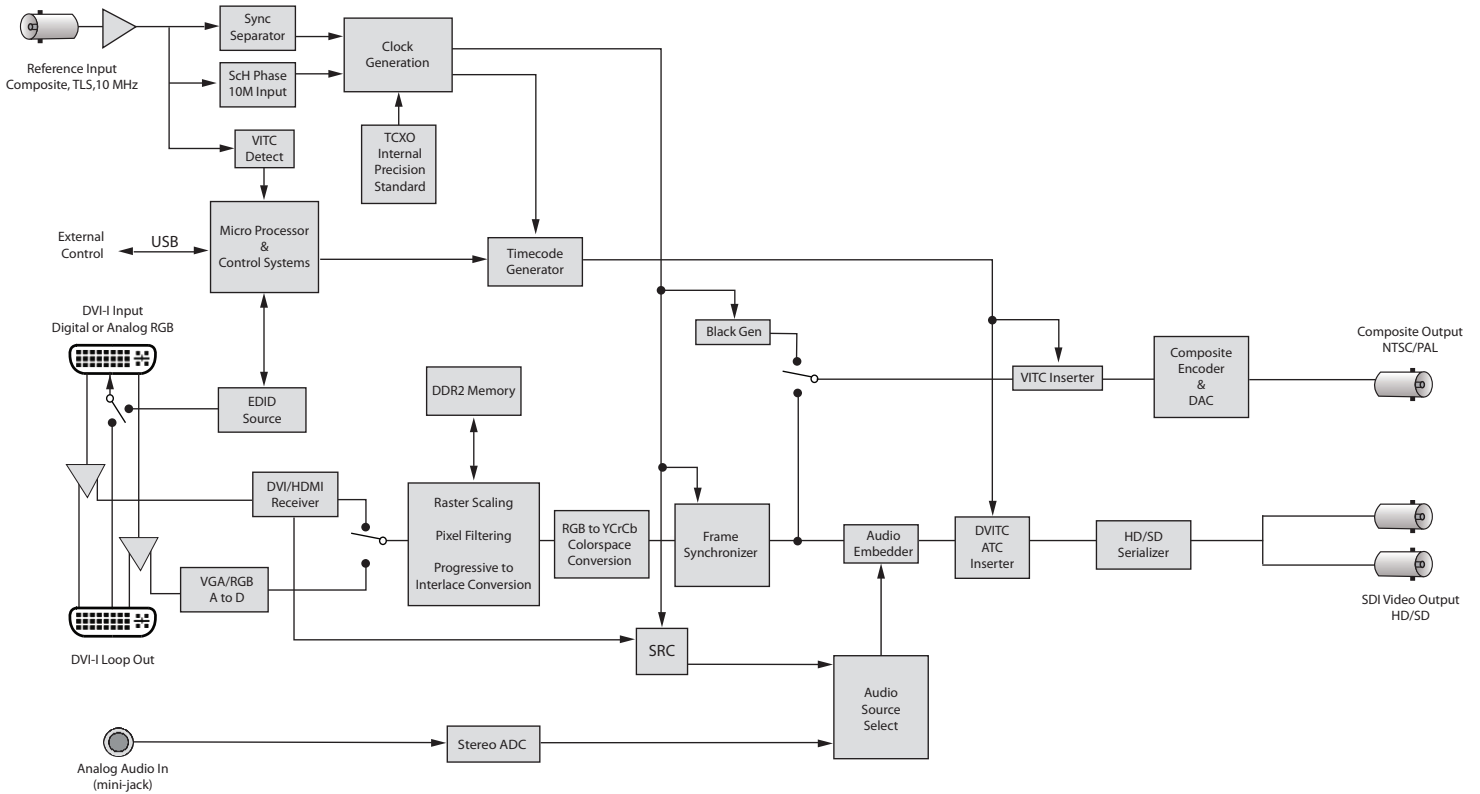 Reference Input
Composite, TLS,10 MHz
Sync
Separator
ScH Phase
10M Input
Clock
Generation
TCXO
Internal
Precision
Standard
VITC
Detect
Micro Processor
&
Control Systems
External
Control
USB
Timecode
Generator
DVI-I Input
Digital or Analog RGB
EDID
Source
Black Gen
VITC Inserter
Composite
Encoder
&
DAC
Composite Output
NTSC/PAL
DDR2 Memory
DVI/HDMI
Receiver
VGA/RGB
A to D
Raster Scaling
Pixel Filtering
Progressive to
Interlace Conversion
RGB to YCrCb
Colorspace
Conversion
Frame
Synchronizer
Audio
Embedder
DVITC
ATC
Inserter
HD/SD
Serializer
SDI Video Output
HD/SD
DVI-I Loop Out
SRC
Audio
Source
Select
Stereo ADC
Analog Audio In
(mini-jack)